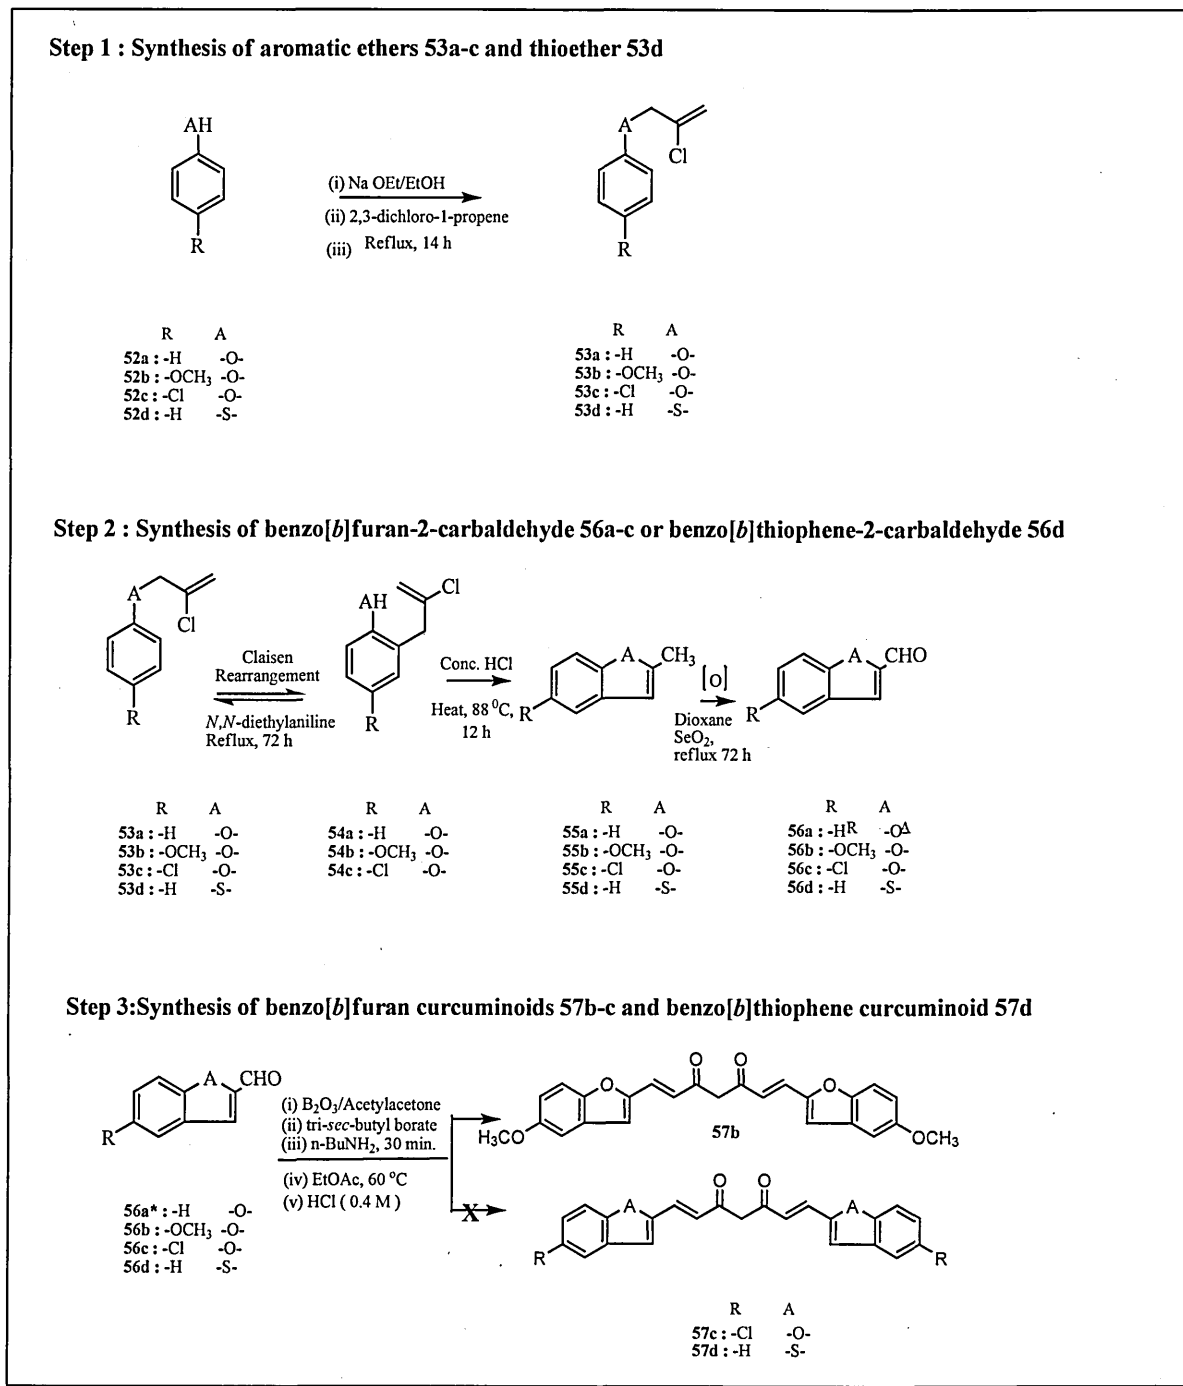 Step 1 : Synthesis of aromatic ethers 53a-c and thioether 53d
AH
R
(i) Na OEt/EtOH
(ii) 2,3-dichloro-1-propene
(iii) Reflux, 14 h
A
Cl
R
R A
52a : -H -O-
52b : -OCH3 -O-
52c : -Cl -O-
52d : -H -S-
R A
53a : -H -O-
53b : -OCH3 -O-
53c : -Cl -O-
53d : -H -S-
Step 2 : Synthesis of benzo[b]furan-2-carbaldehyde 56a-c or benzo[b]thiophene-2-carbaldehyde 56d
A
Cl
R
Claisen
Rearrangement
N,N-diethylaniline
Reflux, 72 h
AH
Cl
R
Conc. HCl
Heat, 88 ⁰C,
12 h
A
CH3
R
[O]
Dioxane
SeO2,
reflux 72 h
A
CHO
R
R A
53a : -H -O-
53b : -OCH3 -O-
53c : -Cl -O-
53d : -H -S-
R A
54a : -H -O-
54b : -OCH3 -O-
54c : -Cl -O-
R A
55a : -H -O-
55b : -OCH3 -O-
55c : -Cl -O-
55d : -H -S-
R A
56a : -HR -OΔ
56b : -OCH3 -O-
56c : -Cl -O-
56d : -H -S-
Step 3:Synthesis of benzo[b]furan curcuminoids 57b-c and benzo[b]thiophene curcuminoid 57d
A
CHO
R
(i) B2O3/Acetylacetone
(ii) tri-sec-butyl borate
(iii) n-BuNH2, 30 min.
(iv) EtOAc, 60 ⁰C
(v) HCl ( 0.4 M )
X
O O
O O
H3CO
57b
OCH3
O O
A A
R R
56a* : -H -O-
56b : -OCH3 -O-
56c : -Cl -O-
56d : -H -S-
R A
57c : -Cl -O-
57d : -H -S-